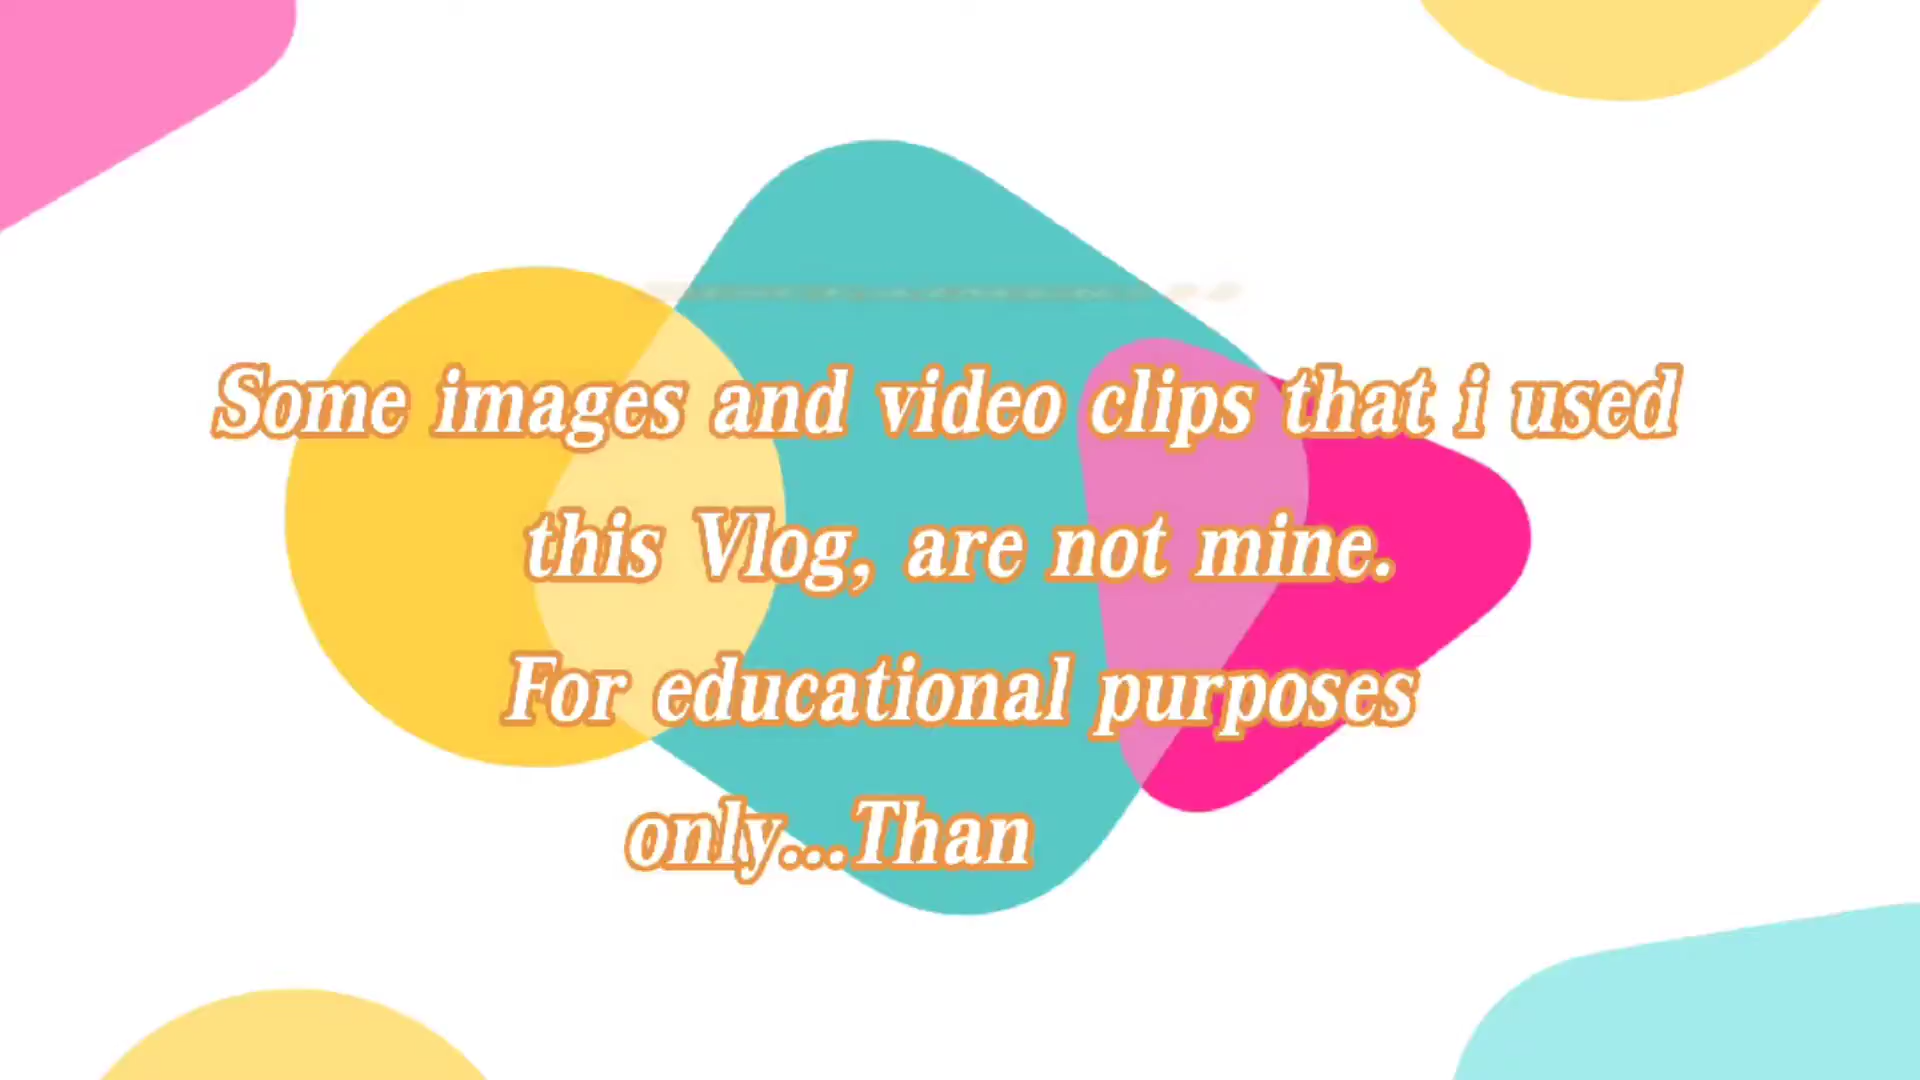 Some images and video clips that i used
this Vlog, are not mine.
For educational purposes
only...Than